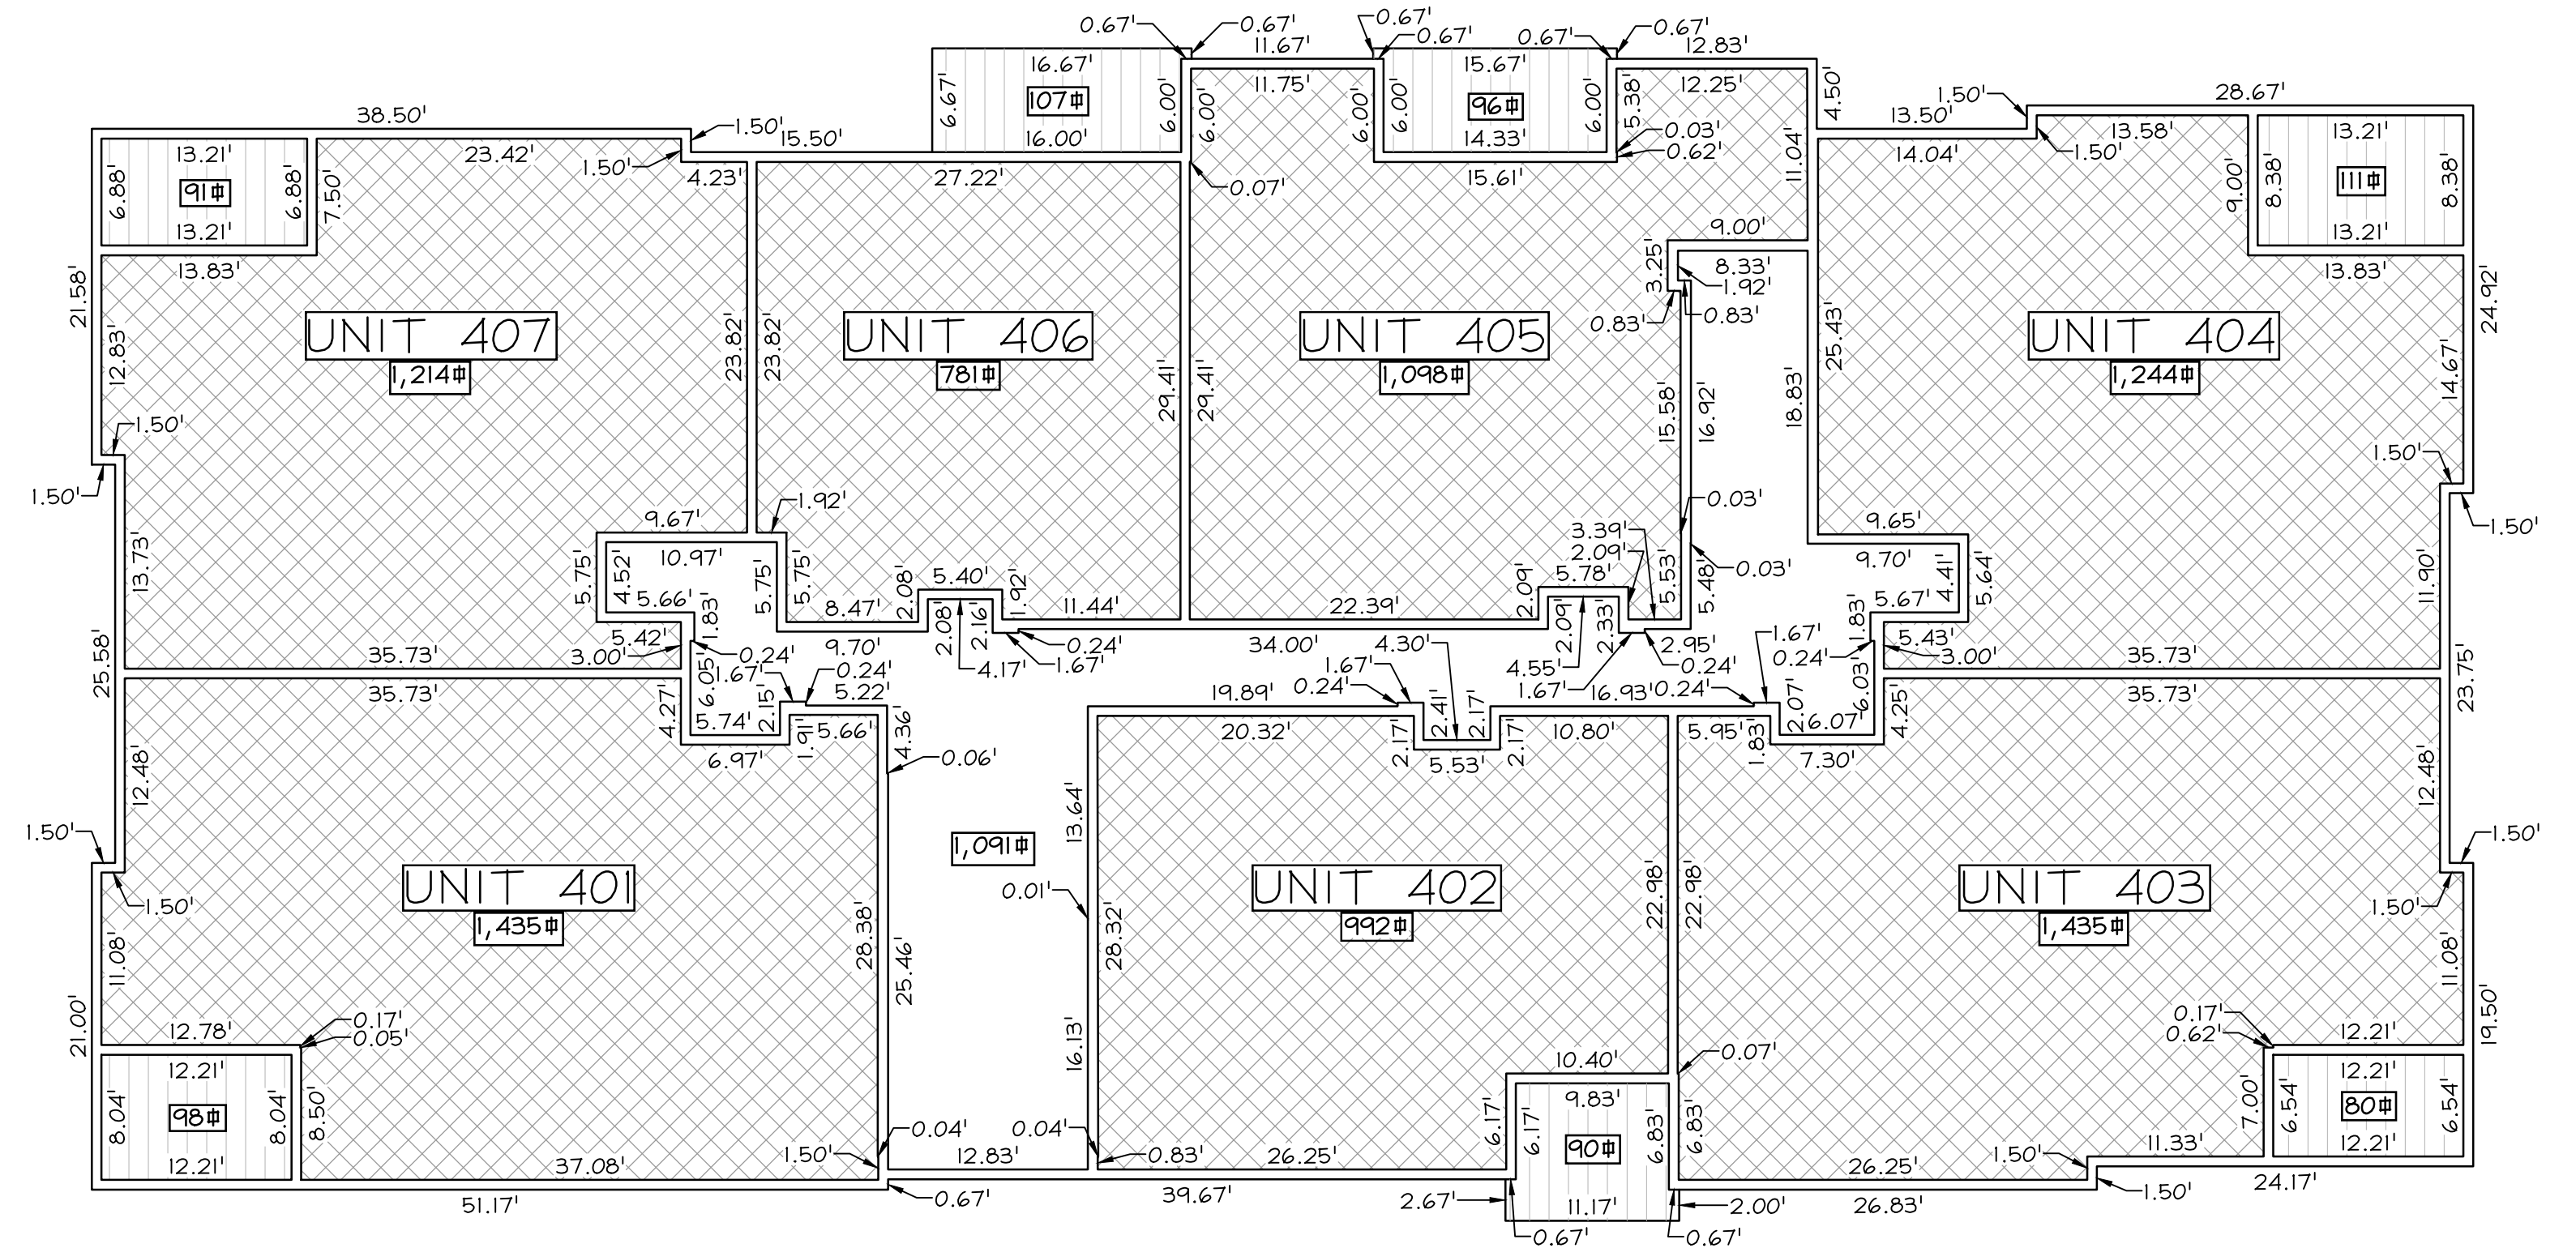 0.67' 0.67' 0.67' 0.67' 0.67' 0.67'
11.67' 12.83'
16.67' 15.67'
6.67' 107⌗ 6.00' 6.00' 11.75' 6.00' 6.00' 96⌗ 6.00' 5.38' 12.25' 4.50'
16.00' 14.33' 0.03' 0.62'
38.50' 1.50' 15.50' 13.50' 1.50' 28.67'
13.21' 23.42' 1.50' 4.23' 27.22' 0.07' 15.61' 11.04' 14.04' 1.50' 13.58' 13.21'
6.88' 91⌗ 6.88' 7.50' 9.00' 8.38' 111⌗ 8.38'
13.21' 13.21'
13.83' 9.00' 13.83'
21.58' 3.25' 8.33' 1.92' 24.92'
0.83' 0.83'
UNIT 407 UNIT 406 UNIT 405 UNIT 404
1,214⌗ 781⌗ 1,098⌗ 1,244⌗
12.83' 23.82' 23.82' 29.41' 29.41' 15.58' 16.92' 18.83' 25.43' 14.67'
1.50' 1.50'
1.50' 1.50'
9.67' 1.92' 0.03' 9.65'
13.73' 5.75' 4.52' 10.97' 5.75' 5.75' 3.39' 2.09' 5.53' 5.48' 0.03' 9.70' 4.41' 5.64' 11.90'
5.66' 1.83' 8.47' 2.08' 5.40' 1.92' 11.44' 22.39' 2.09' 5.78' 1.83' 5.67'
5.42' 9.70' 2.08' 2.16' 0.24' 34.00' 2.09' 2.33' 2.95' 5.43'
25.58' 35.73' 3.00' 0.24' 4.17' 1.67' 4.55' 1.67' 0.24' 1.67' 0.24' 3.00' 35.73' 23.75'
35.73' 4.27' 6.05' 1.67' 0.24' 5.22' 19.89' 0.24' 1.67' 4.30' 16.93' 0.24' 6.03' 4.25' 35.73'
5.74' 2.15' 1.91' 5.66' 4.36' 20.32' 2.17' 2.41' 2.17' 2.17' 10.80' 5.95' 1.83' 2.07' 6.07'
6.97' 0.06' 5.53' 7.30'
12.48' 13.64' 12.48'
1.50' 1,091⌗ 1.50'
UNIT 401 UNIT 402 UNIT 403
1,435⌗ 992⌗ 1,435⌗
1.50' 28.38' 25.46' 0.01' 28.32' 22.98' 22.98' 1.50'
11.08' 11.08'
21.00' 12.78' 0.17' 0.05' 16.13' 10.40' 0.07' 0.17' 0.62' 12.21' 19.50'
12.21' 9.83' 12.21'
8.04' 98⌗ 8.04' 8.50' 6.17' 6.17' 90⌗ 6.83' 6.83' 7.00' 6.54' 80⌗ 6.54'
12.21' 37.08' 1.50' 0.04' 12.83' 0.04' 0.83' 26.25' 26.25' 1.50' 11.33' 12.21'
51.17' 0.67' 39.67' 2.67' 11.17' 2.00' 26.83' 1.50' 24.17'
0.67' 0.67'